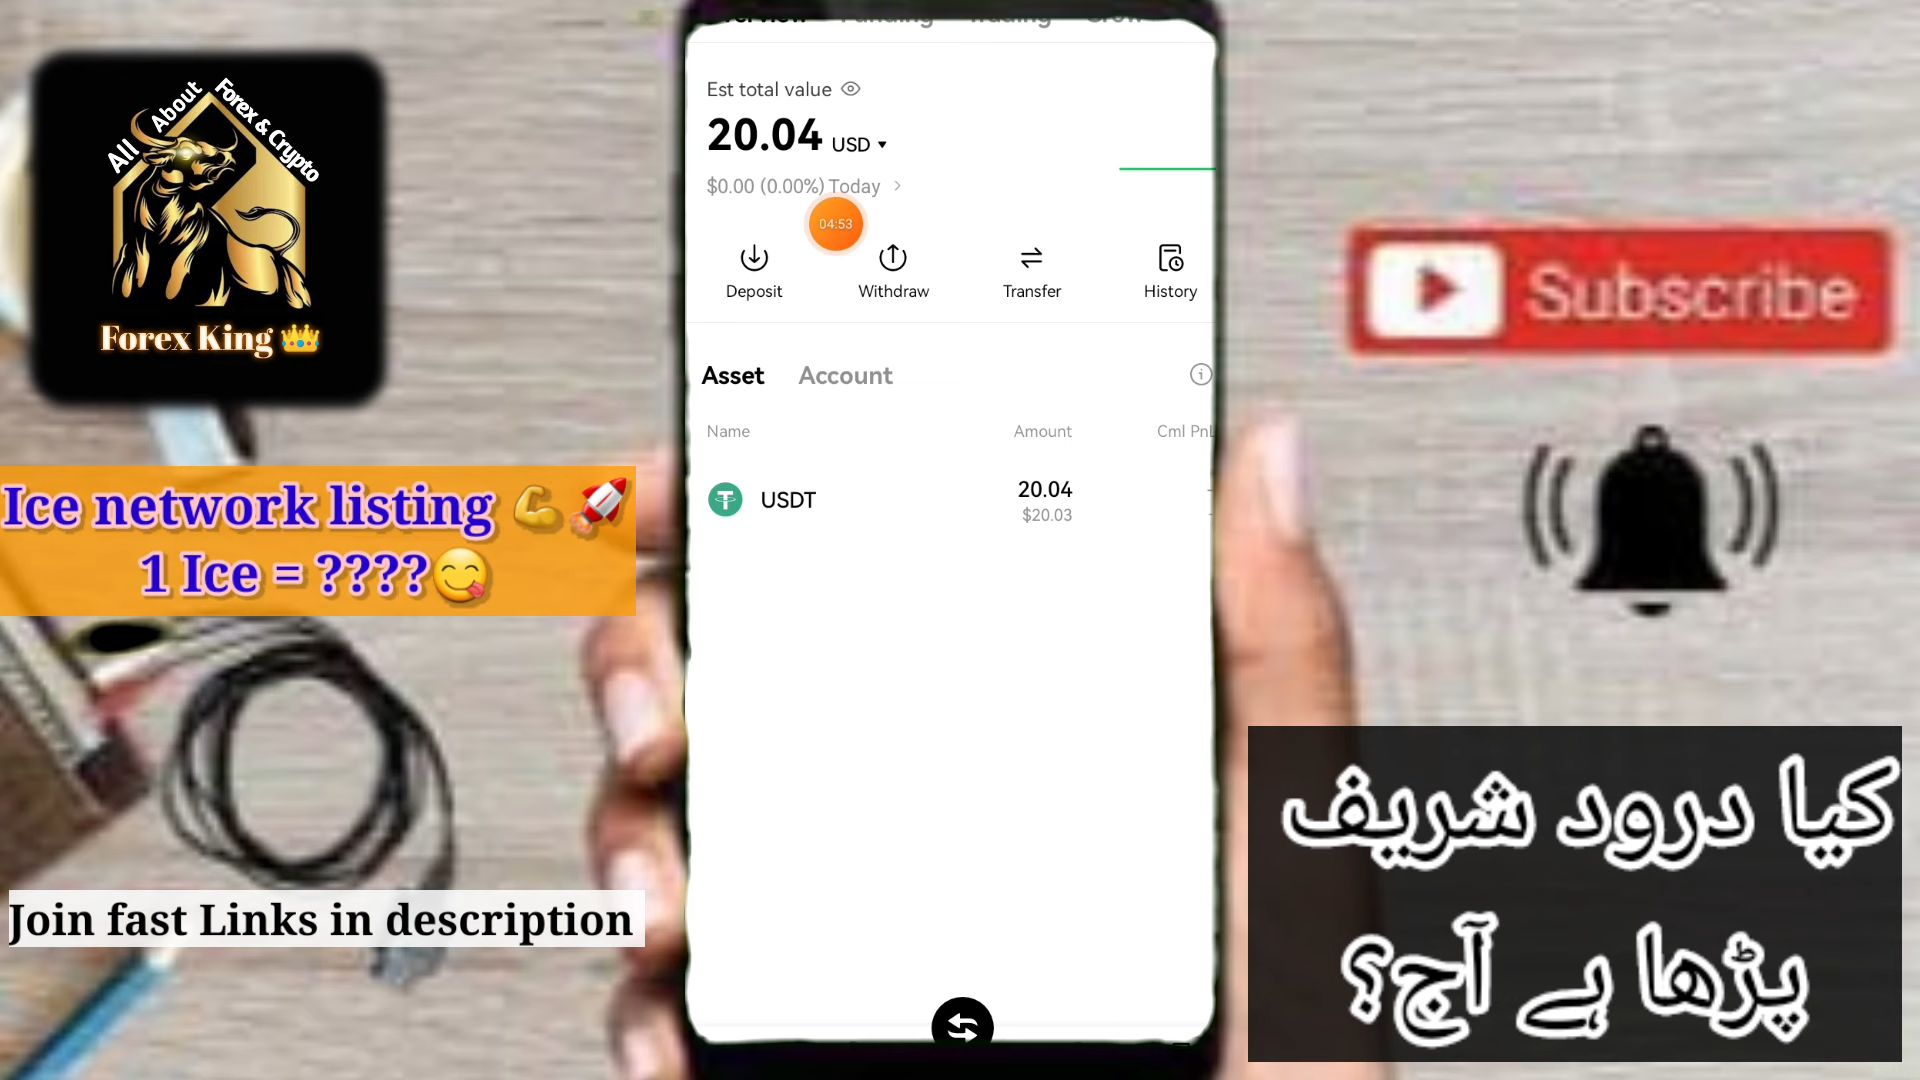 All About Forex & Crypto
Forex King 👑
Ice network listing 💪🚀
1 Ice = ????😋
Join fast Links in description
Est total value
20.04 USD
$0.00 (0.00%) Today
04:53
Deposit
Withdraw
Transfer
History
Asset
Account
Name
Amount
Cml PnL
USDT
20.04
$20.03
Subscribe
کیا درود شریف
پڑھا ہے آج؟